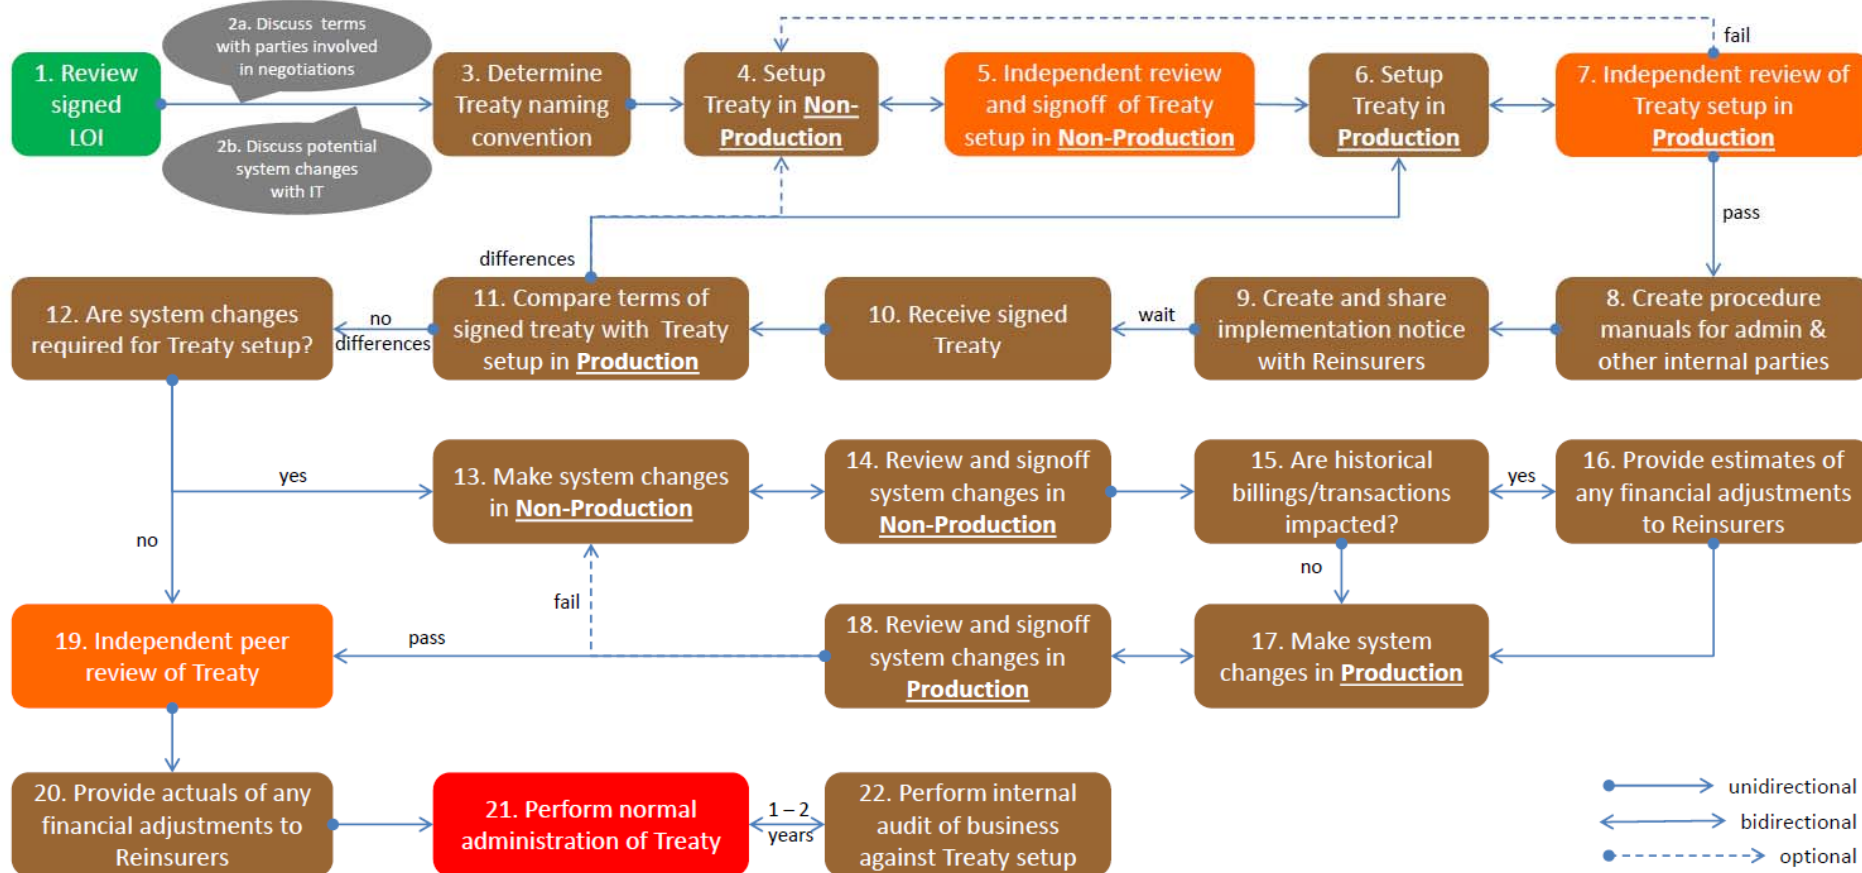 2a. Discuss terms
with parties involved
in negotiations
fail
1. Review
signed
LOI
3. Determine
Treaty naming
convention
4. Setup
Treaty in Non-
Production
5. Independent review
and signoff of Treaty
setup in Non-Production
6. Setup
Treaty in
Production
7. Independent review of
Treaty setup in
Production
2b. Discuss potential
system changes
with IT
pass
differences
12. Are system changes
required for Treaty setup?
no
differences
11. Compare terms of
signed treaty with Treaty
setup in Production
10. Receive signed
Treaty
wait
9. Create and share
implementation notice
with Reinsurers
8. Create procedure
manuals for admin &
other internal parties
yes
13. Make system changes
in Non-Production
14. Review and signoff
system changes in
Non-Production
15. Are historical
billings/transactions
impacted?
yes
16. Provide estimates of
any financial adjustments
to Reinsurers
no
no
fail
19. Independent peer
review of Treaty
pass
18. Review and signoff
system changes in
Production
17. Make system
changes in Production
20. Provide actuals of any
financial adjustments to
Reinsurers
21. Perform normal
administration of Treaty
1 – 2
years
22. Perform internal
audit of business
against Treaty setup
unidirectional
bidirectional
optional